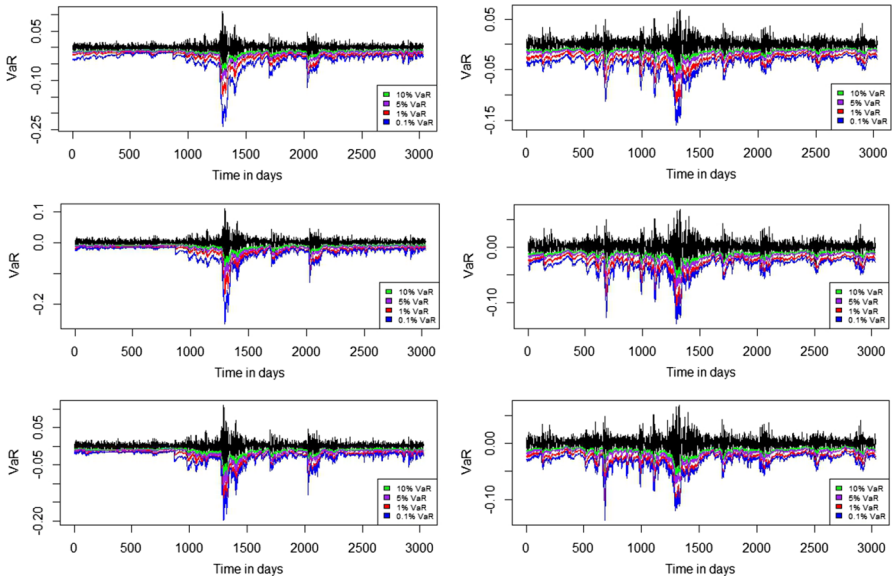 0.05
-0.10
-0.25
VaR
10% VaR
5% VaR
1% VaR
0.1% VaR
0 500 1000 1500 2000 2500 3000
Time in days
0.05
-0.05
-0.15
VaR
10% VaR
5% VaR
1% VaR
0.1% VaR
0 500 1000 1500 2000 2500 3000
Time in days
0.1
0.0
-0.2
VaR
10% VaR
5% VaR
1% VaR
0.1% VaR
0 500 1000 1500 2000 2500 3000
Time in days
0.00
-0.10
VaR
10% VaR
5% VaR
1% VaR
0.1% VaR
0 500 1000 1500 2000 2500 3000
Time in days
0.05
-0.05
-0.20
VaR
10% VaR
5% VaR
1% VaR
0.1% VaR
0 500 1000 1500 2000 2500 3000
Time in days
0.00
-0.10
VaR
10% VaR
5% VaR
1% VaR
0.1% VaR
0 500 1000 1500 2000 2500 3000
Time in days